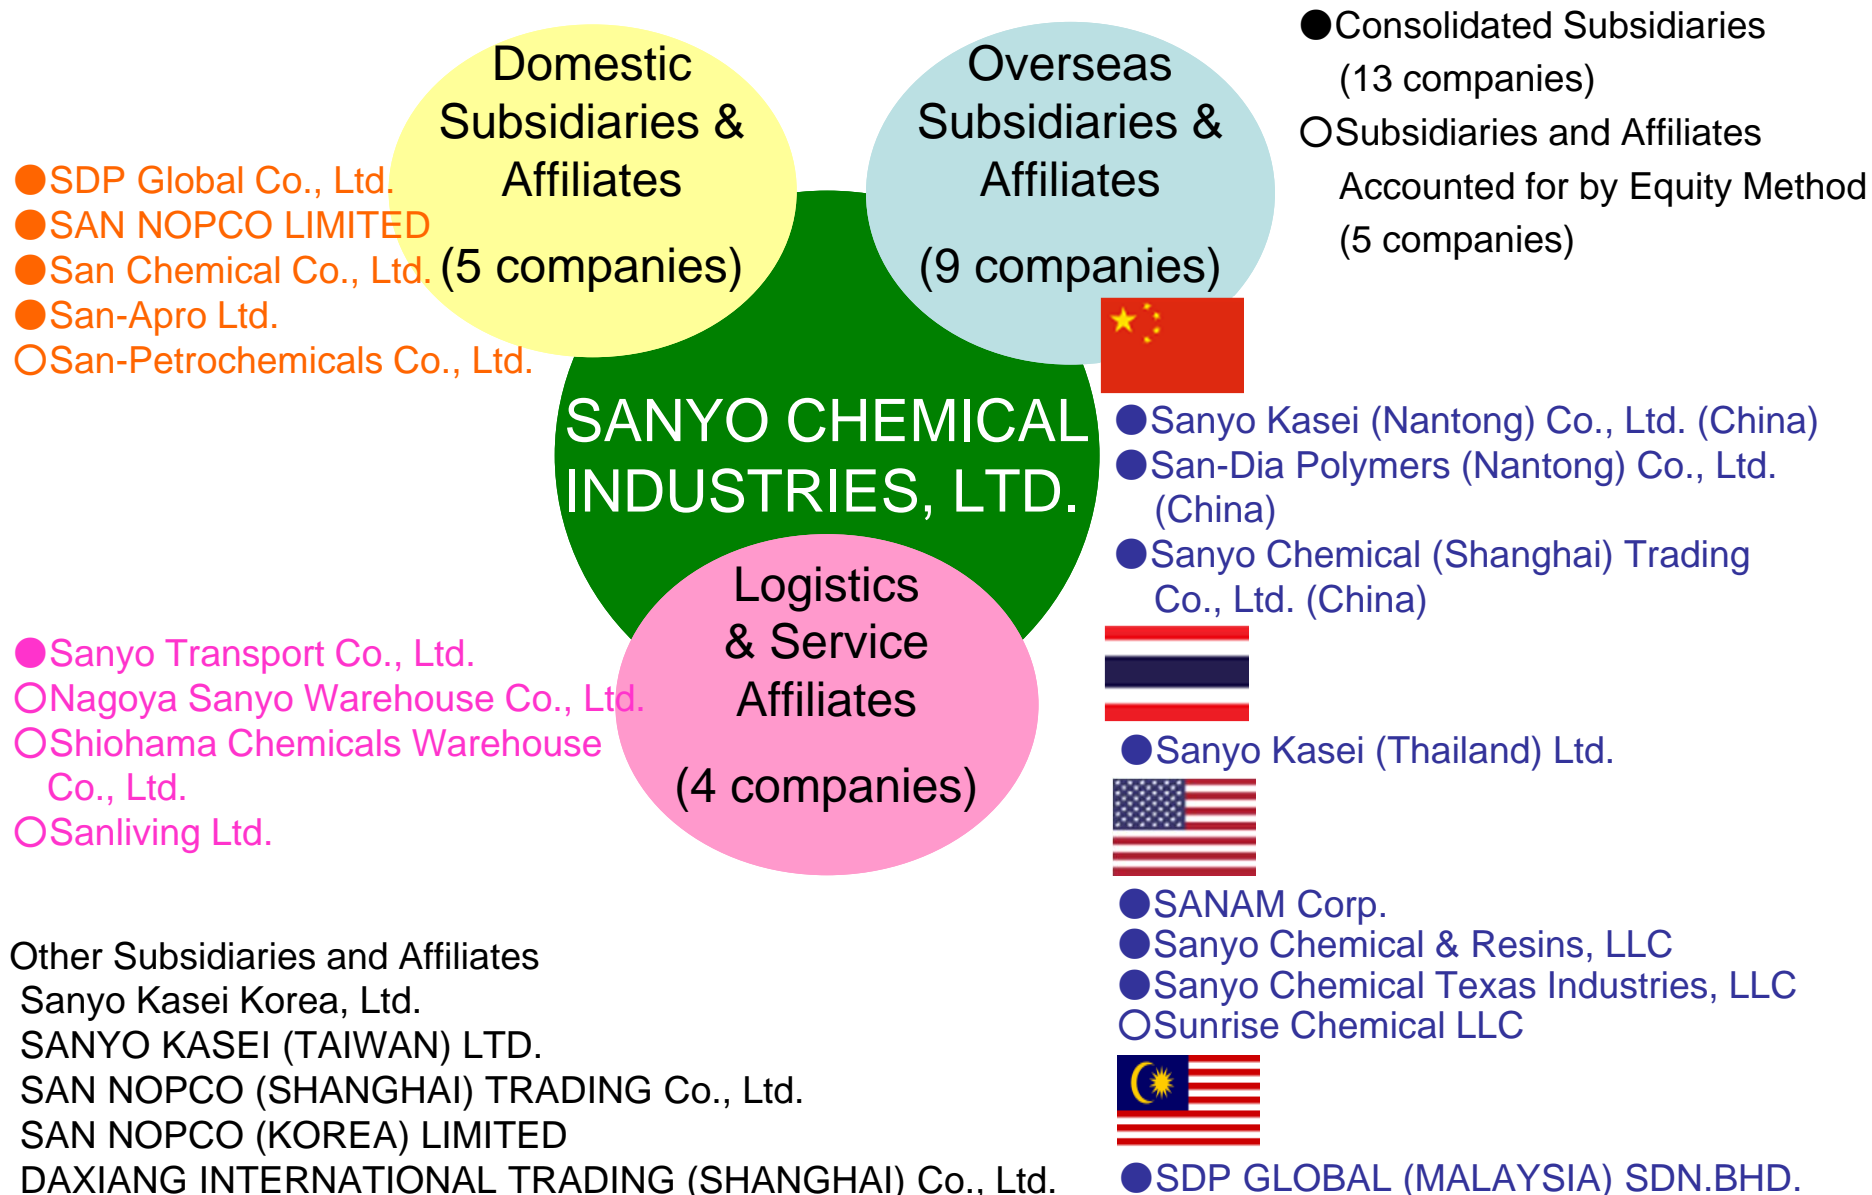 Domestic
Subsidiaries &
Affiliates
(5 companies)
Overseas
Subsidiaries &
Affiliates
(9 companies)
●Consolidated Subsidiaries
(13 companies)
○Subsidiaries and Affiliates
Accounted for by Equity Method
(5 companies)
●SDP Global Co., Ltd.
●SAN NOPCO LIMITED
●San Chemical Co., Ltd.
●San-Apro Ltd.
○San-Petrochemicals Co., Ltd.
SANYO CHEMICAL
INDUSTRIES, LTD.
●Sanyo Kasei (Nantong) Co., Ltd. (China)
●San-Dia Polymers (Nantong) Co., Ltd.
(China)
●Sanyo Chemical (Shanghai) Trading
Co., Ltd. (China)
Logistics
& Service
Affiliates
(4 companies)
●Sanyo Transport Co., Ltd.
○Nagoya Sanyo Warehouse Co., Ltd.
○Shiohama Chemicals Warehouse
Co., Ltd.
○Sanliving Ltd.
●Sanyo Kasei (Thailand) Ltd.
●SANAM Corp.
●Sanyo Chemical & Resins, LLC
●Sanyo Chemical Texas Industries, LLC
○Sunrise Chemical LLC
●SDP GLOBAL (MALAYSIA) SDN.BHD.
Other Subsidiaries and Affiliates
Sanyo Kasei Korea, Ltd.
SANYO KASEI (TAIWAN) LTD.
SAN NOPCO (SHANGHAI) TRADING Co., Ltd.
SAN NOPCO (KOREA) LIMITED
DAXIANG INTERNATIONAL TRADING (SHANGHAI) Co., Ltd.